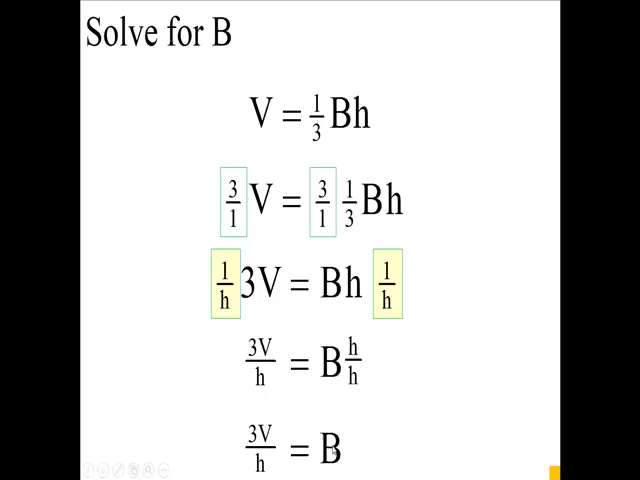 Solve for B
V = 1/3 Bh
3/1 V = 3/1 1/3 Bh
1/h 3V = Bh 1/h
3V/h = B h/h
3V/h = B